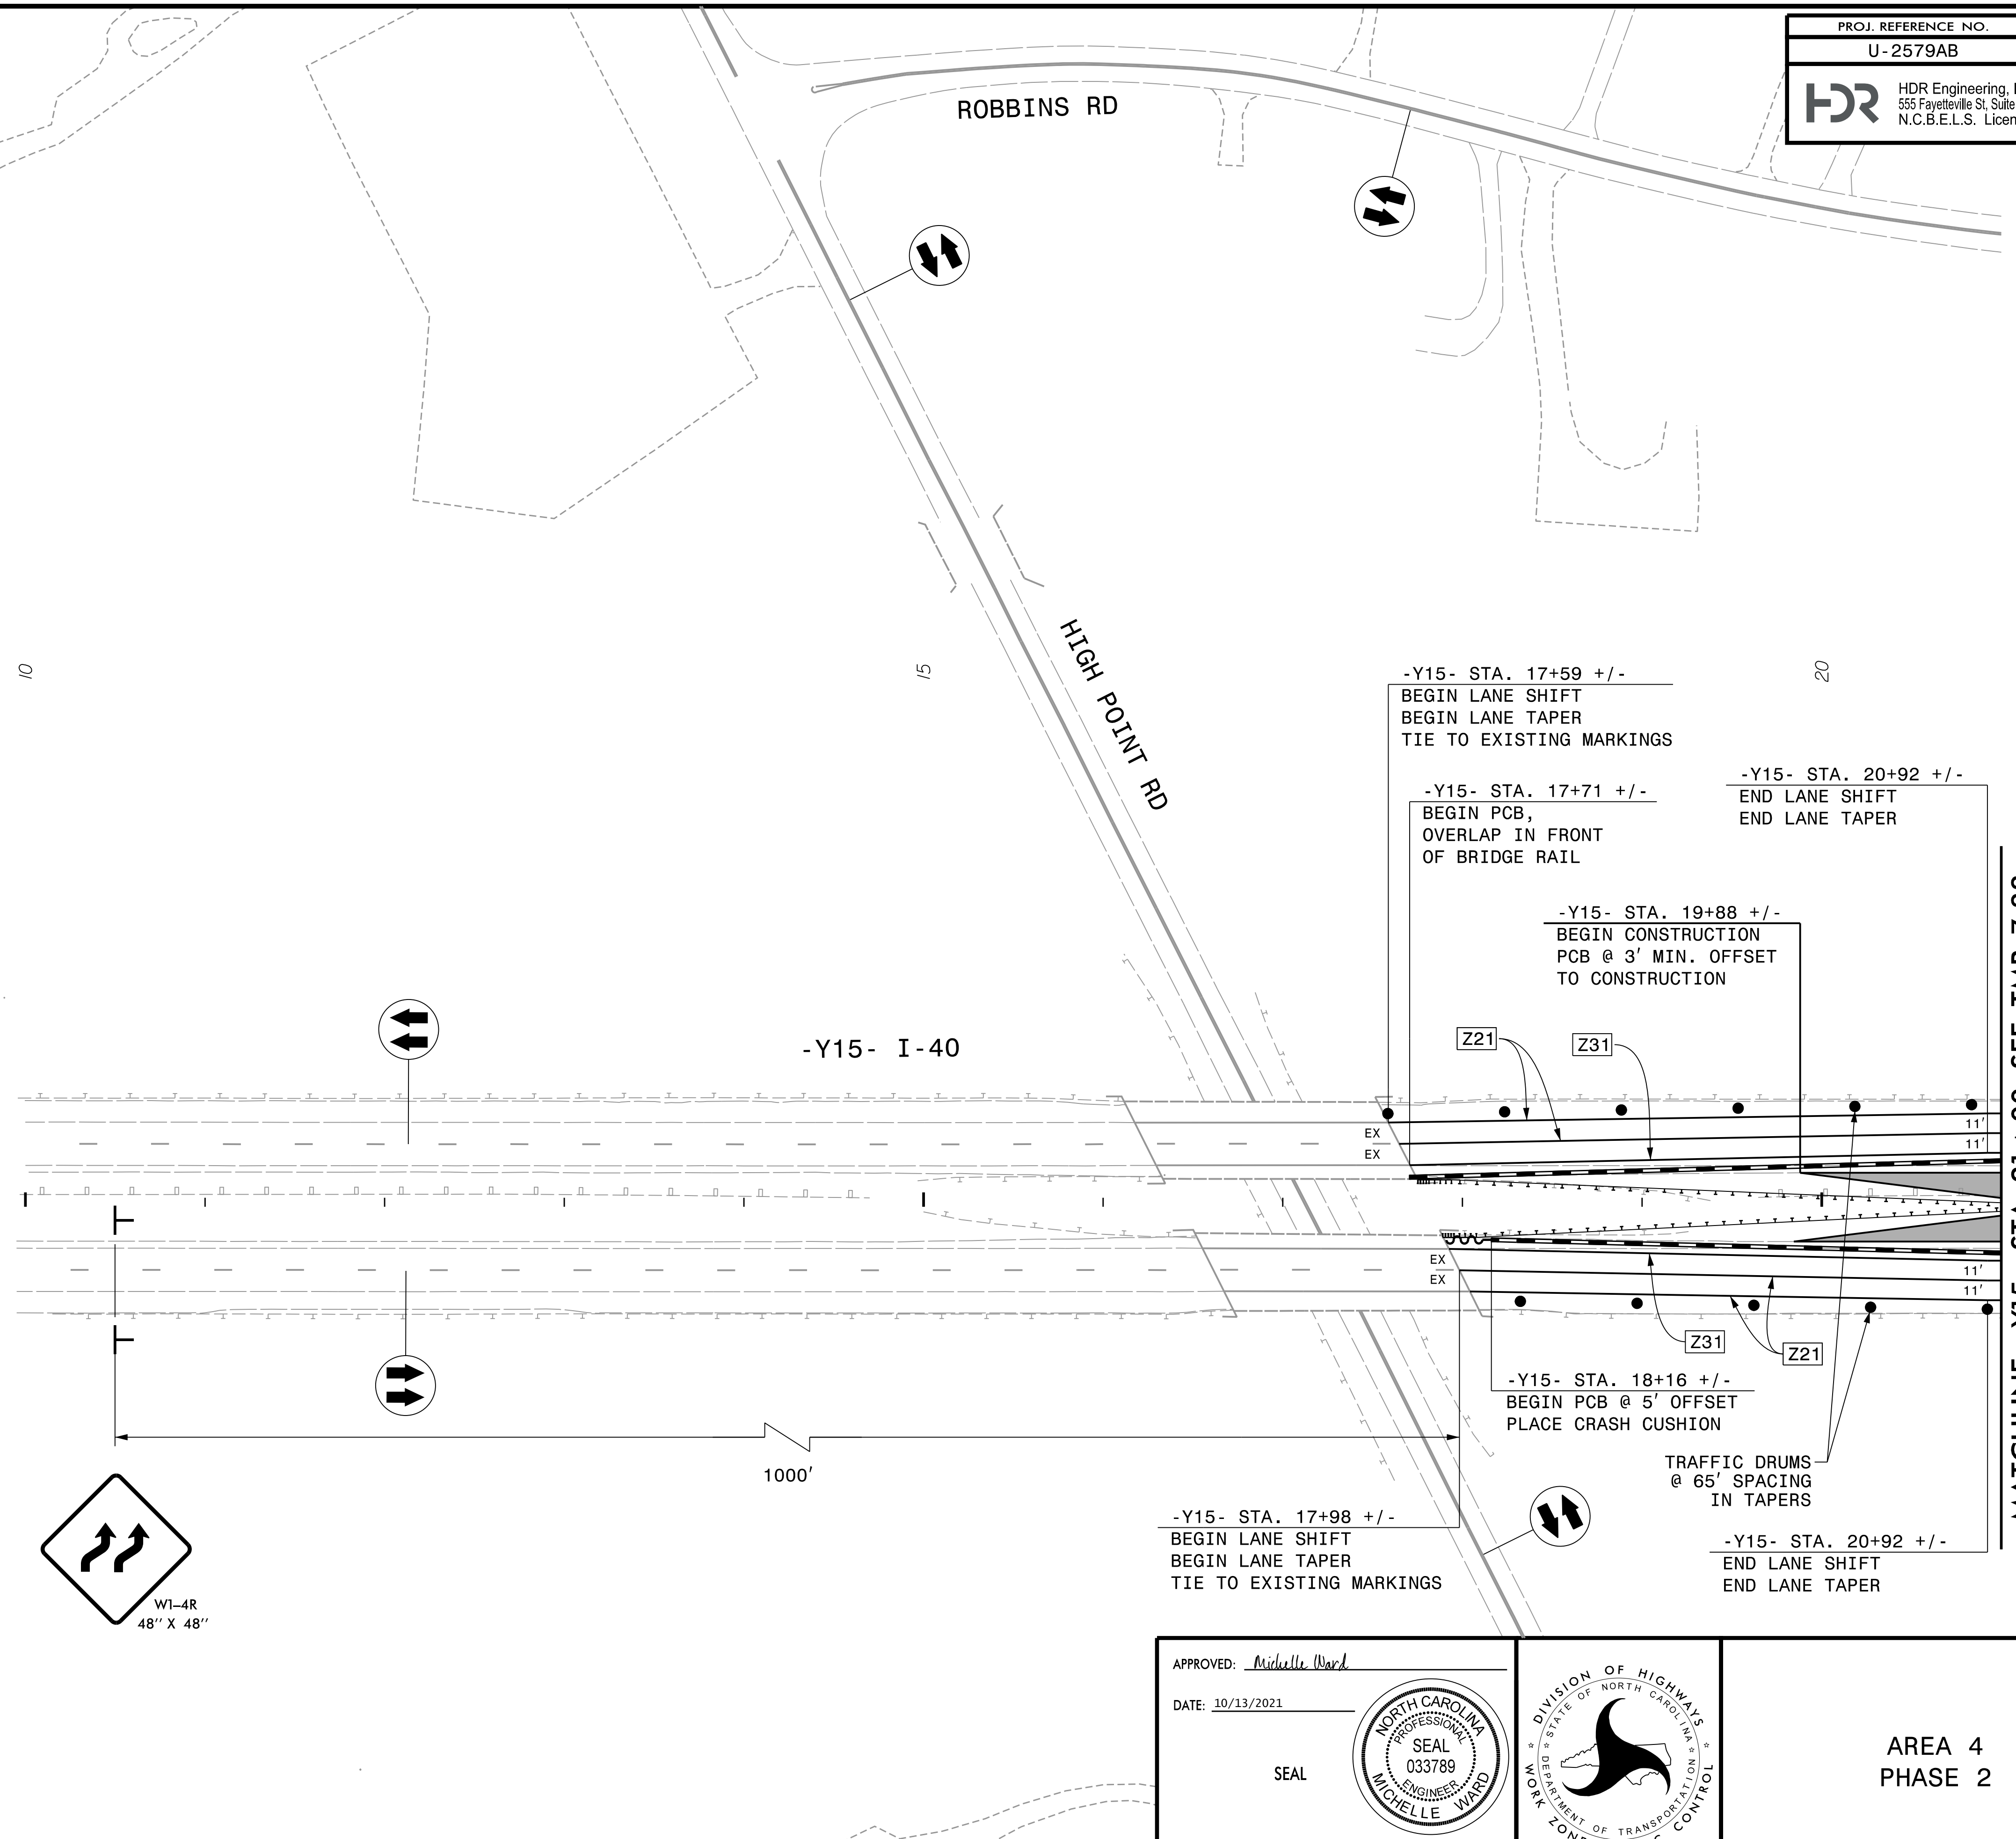 PROJ. REFERENCE NO.
U-2579AB
HDR
HDR Engineering,
555 Fayetteville St, Suite
N.C.B.E.L.S.
ROBBINS RD
HIGH POINT RD
10
15
20
-Y15- STA. 17+59 +/-
BEGIN LANE SHIFT
BEGIN LANE TAPER
TIE TO EXISTING MARKINGS
-Y15- STA. 17+71 +/-
BEGIN PCB,
OVERLAP IN FRONT
OF BRIDGE RAIL
-Y15- STA. 20+92 +/-
END LANE SHIFT
END LANE TAPER
-Y15- STA. 19+88 +/-
BEGIN CONSTRUCTION
PCB @ 3' MIN. OFFSET
TO CONSTRUCTION
Z21
Z31
-Y15- I-40
EX
EX
11'
11'
EX
EX
11'
11'
Z31
Z21
-Y15- STA. 18+16 +/-
BEGIN PCB @ 5' OFFSET
PLACE CRASH CUSHION
TRAFFIC DRUMS
@ 65' SPACING
IN TAPERS
1000'
-Y15- STA. 17+98 +/-
BEGIN LANE SHIFT
BEGIN LANE TAPER
TIE TO EXISTING MARKINGS
-Y15- STA. 20+92 +/-
END LANE SHIFT
END LANE TAPER
W1-4R
48" X 48"
APPROVED: Michelle Ward
DATE: 10/13/2021
SEAL
NORTH CAROLINA
PROFESSIONAL
SEAL
033789
ENGINEER
MICHELLE WARD
DIVISION OF HIGHWAYS
STATE OF NORTH CAROLINA
DEPARTMENT OF TRANSPORTATION
WORK CONTROL
AREA 4
PHASE 2